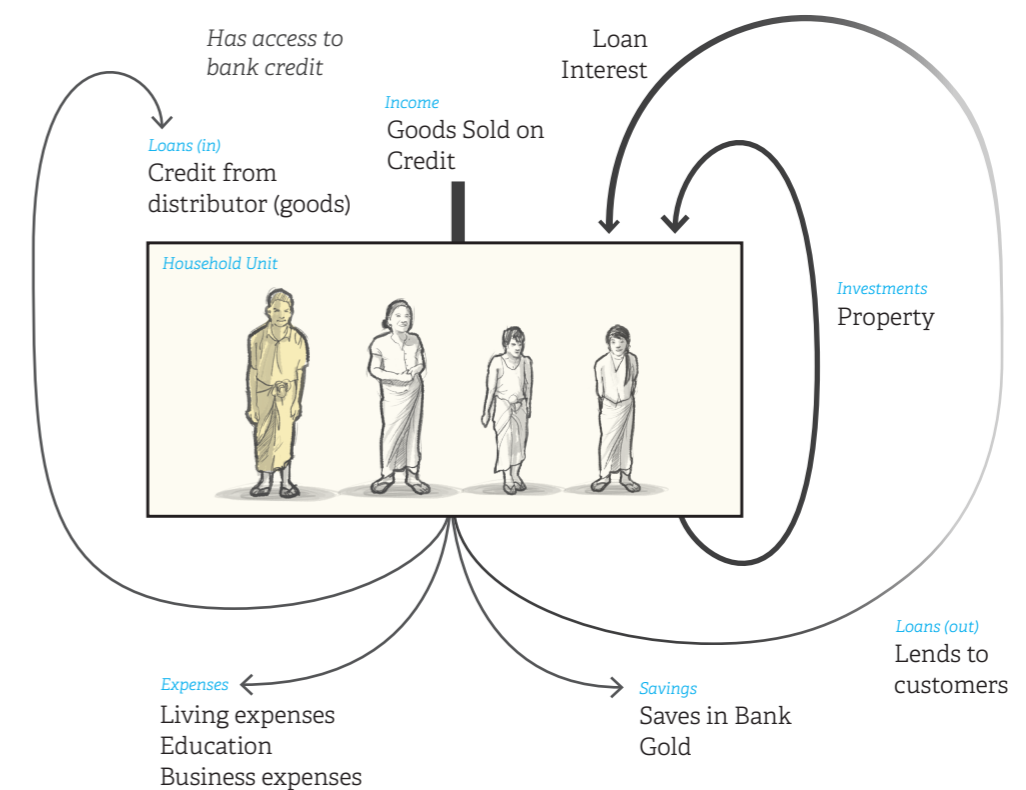 Has access to
bank credit
Loan
Interest
Income
Goods Sold on
Credit
Loans (in)
Credit from
distributor (goods)
Household Unit
Investments
Property
Loans (out)
Lends to
customers
Expenses
Living expenses
Education
Business expenses
Savings
Saves in Bank
Gold